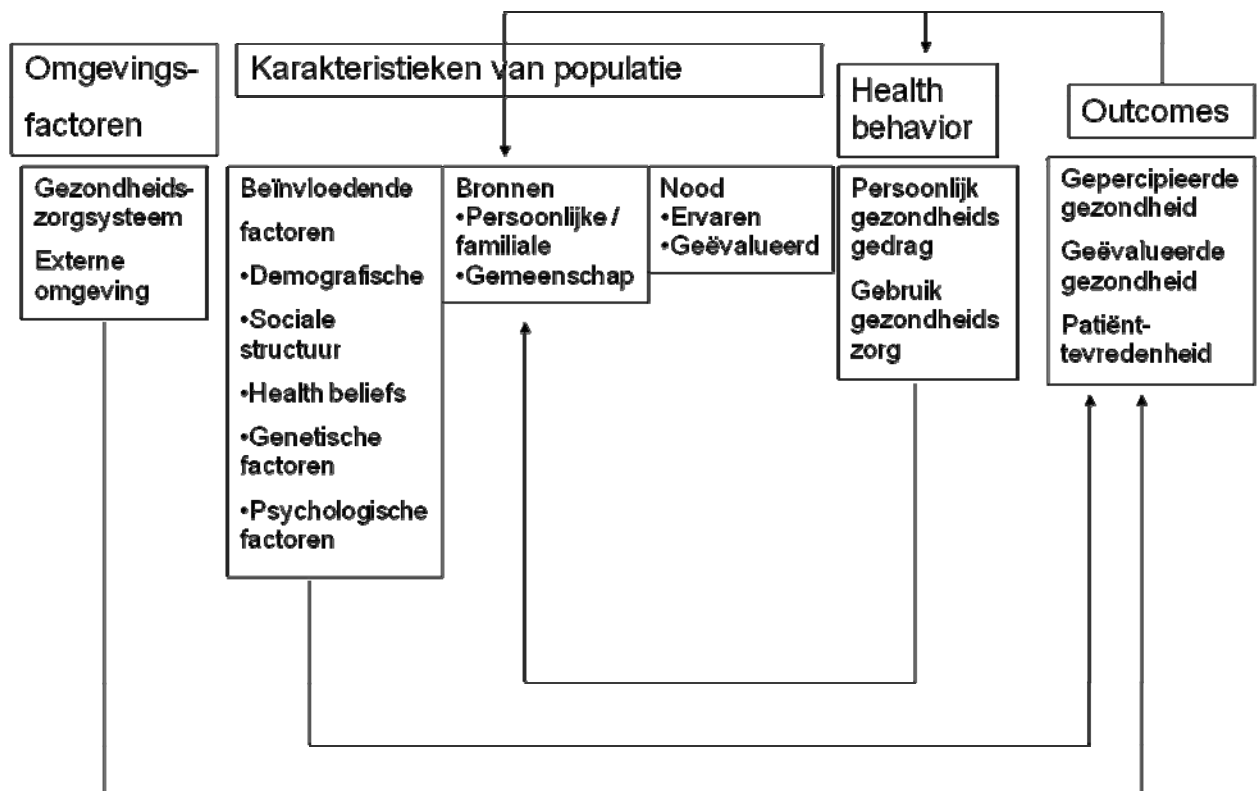 Omgevings-
factoren
Karakteristieken van populatie
Health
behavior
Outcomes
Gezondheids-
zorgsysteem
Externe
omgeving
Beïnvloedende
factoren
•Demografische
•Sociale
structuur
•Health beliefs
•Genetische
factoren
•Psychologische
factoren
Bronnen
•Persoonlijke /
familiale
•Gemeenschap
Nood
•Ervaren
•Geëvalueerd
Persoonlijk
gezondheids
gedrag
Gebruik
gezondheids
zorg
Gepercipieerde
gezondheid
Geëvalueerde
gezondheid
Patiënt-
tevredenheid